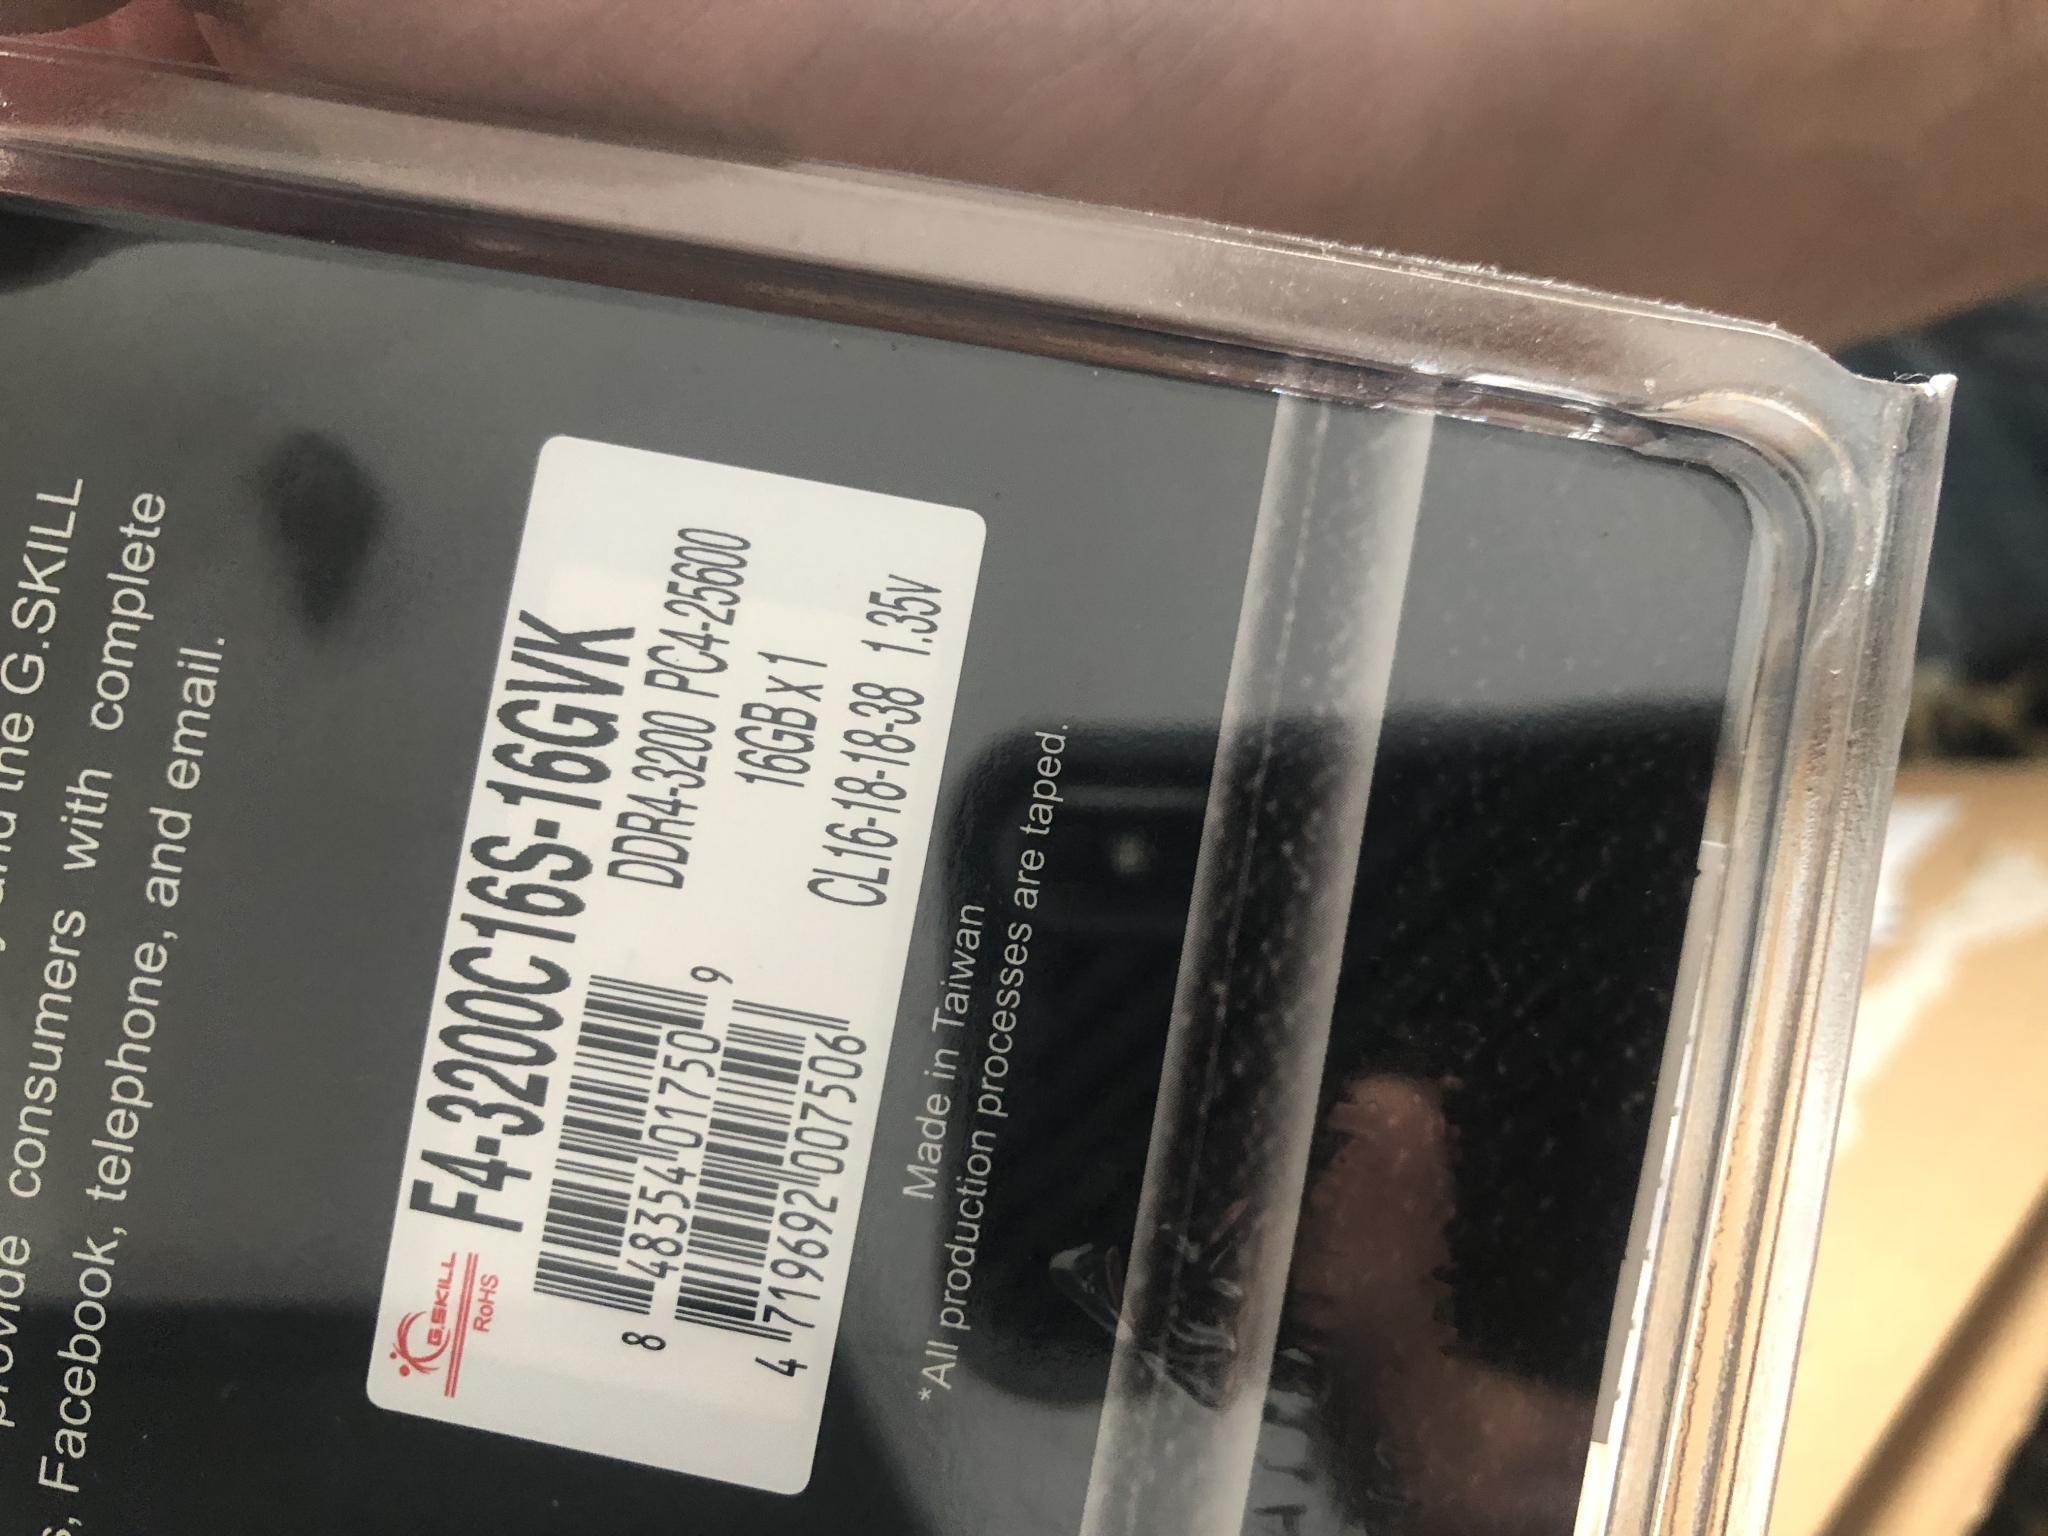 and the G.SKILL
provide consumers with complete
Facebook, telephone, and email.
G.SKILL
RoHS
F4-3200C16S-16GVK
DDR4-3200 PC4-25600
16GB x 1
CL16-18-18-38 1.35v
8 48354 01750 9
4 719692 007506
Made in Taiwan
*All production processes are taped.